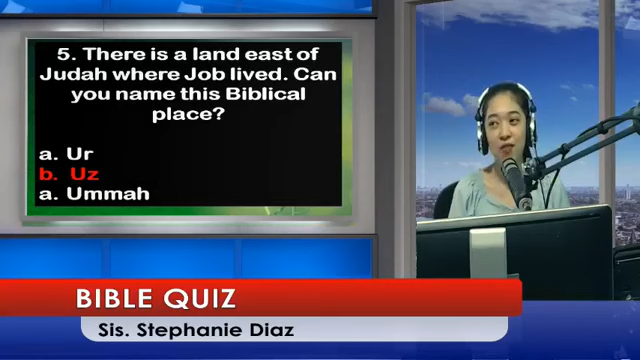 5. There is a land east of
Judah where Job lived. Can
you name this Biblical
place?
a. Ur
b. Uz
a. Ummah
BIBLE QUIZ
Sis. Stephanie Diaz